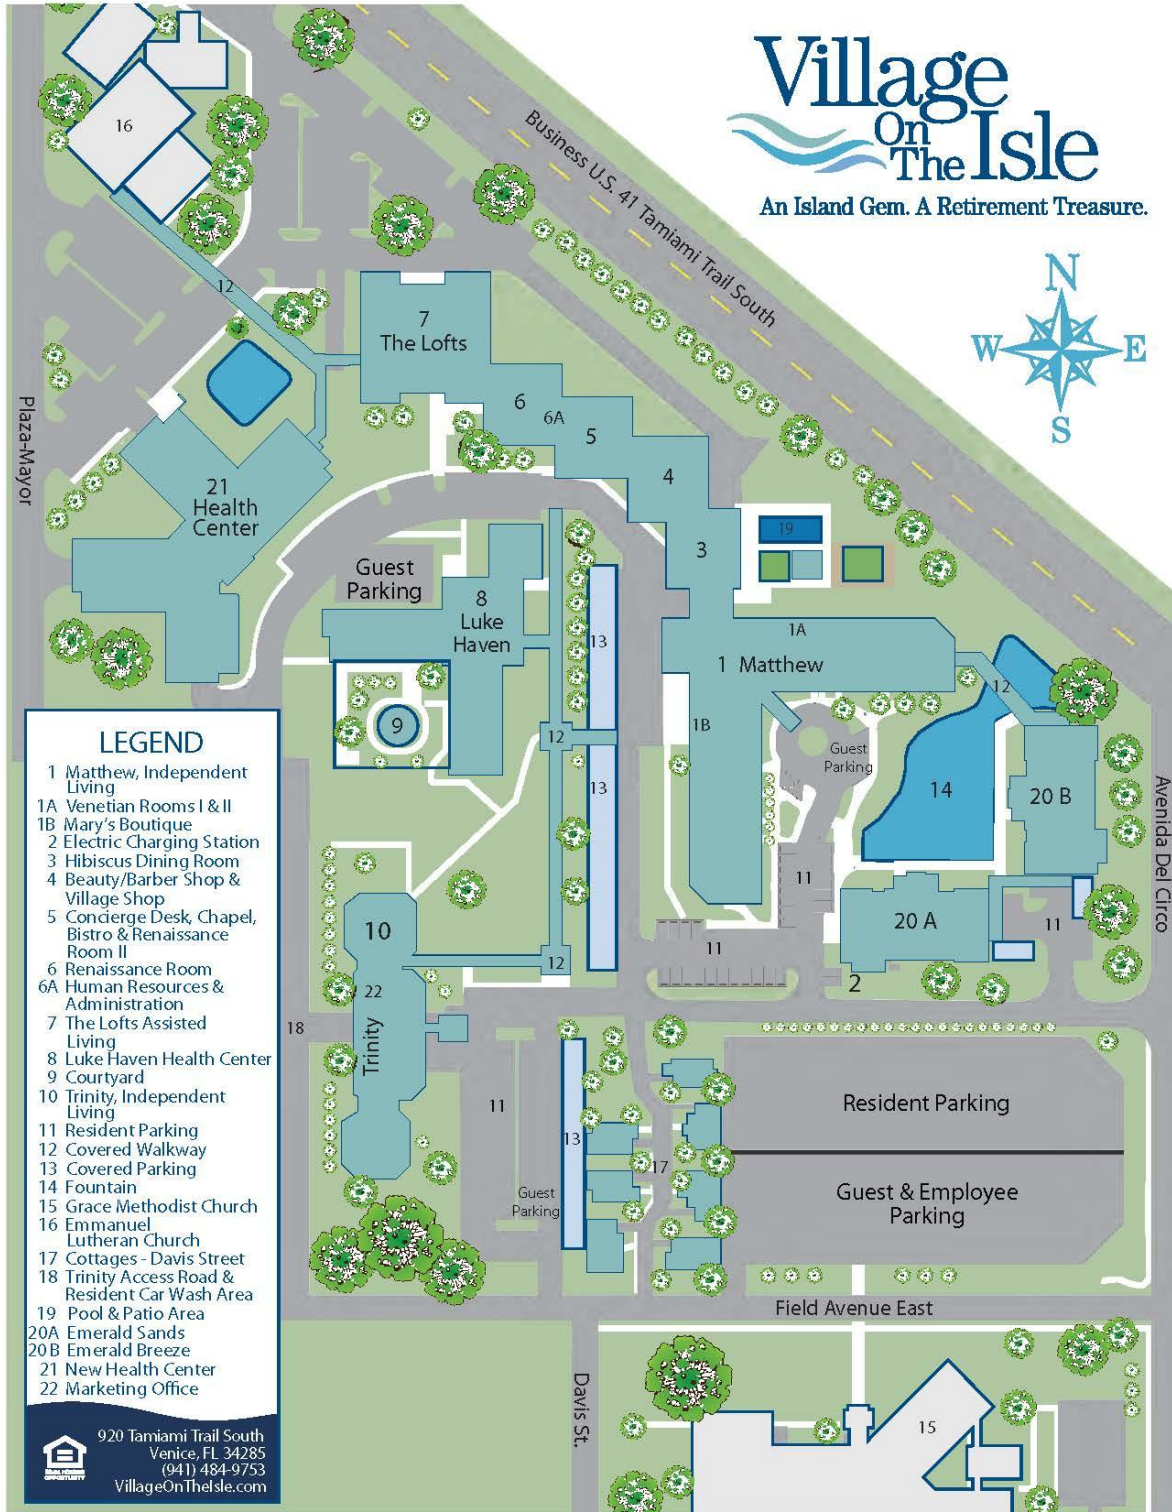 Village
On
The Isle
An Island Gem. A Retirement Treasure.
N
W E
S
Business U.S. 41 Tamiami Trail South
Plaza-Mayor
16
12
7
The Lofts
6
6A
5
4
3
19
21
Health
Center
Guest
Parking
8
Luke
Haven
13
1A
1 Matthew
1B
12
9
12
13
Guest
Parking
14
20 B
Avenida Del Circo
11
20 A
11
11
2
10
12
22
Trinity
18
11
13
17
Guest
Parking
Resident Parking
Guest & Employee
Parking
Field Avenue East
Davis St.
15
LEGEND
1 Matthew, Independent
Living
1A Venetian Rooms I & II
1B Mary's Boutique
2 Electric Charging Station
3 Hibiscus Dining Room
4 Beauty/Barber Shop &
Village Shop
5 Concierge Desk, Chapel,
Bistro & Renaissance
Room II
6 Renaissance Room
6A Human Resources &
Administration
7 The Lofts Assisted
Living
8 Luke Haven Health Center
9 Courtyard
10 Trinity, Independent
Living
11 Resident Parking
12 Covered Walkway
13 Covered Parking
14 Fountain
15 Grace Methodist Church
16 Emmanuel
Lutheran Church
17 Cottages - Davis Street
18 Trinity Access Road &
Resident Car Wash Area
19 Pool & Patio Area
20A Emerald Sands
20 B Emerald Breeze
21 New Health Center
22 Marketing Office
EQUAL HOUSING
OPPORTUNITY
920 Tamiami Trail South
Venice, FL 34285
(941) 484-9753
VillageOnTheIsle.com